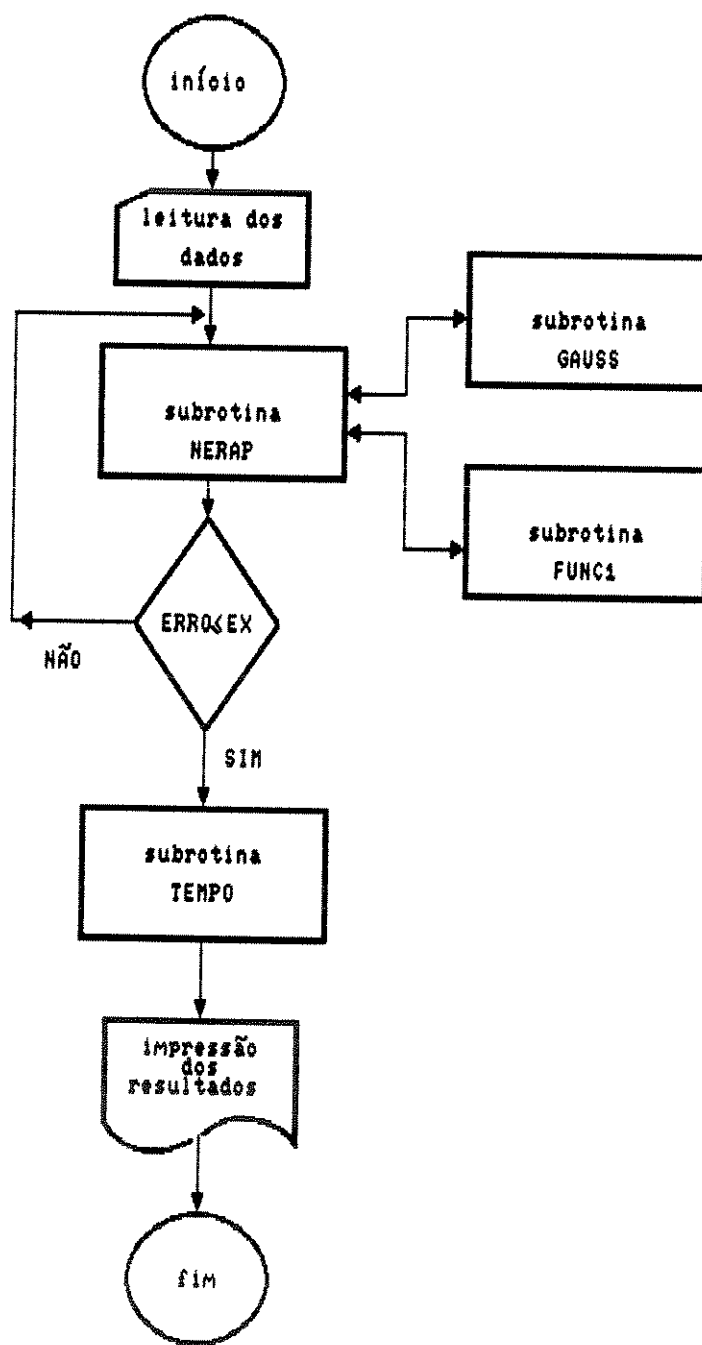 início
leitura dos
dados
subrotina
GAUSS
subrotina
NERAP
subrotina
FUNC1
ERRO≤EX
NÃO
SIM
subrotina
TEMPO
impressão
dos
resultados
fim